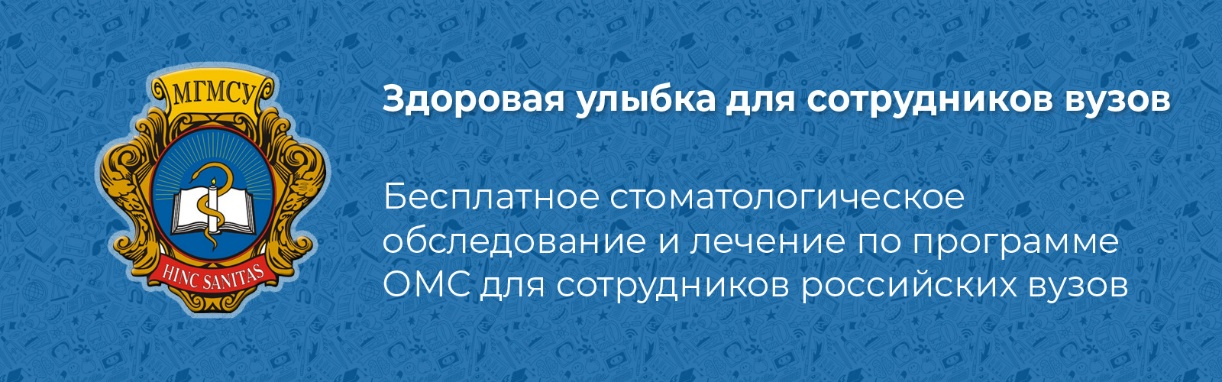 МГМСУ
HINC SANITAS
Здоровая улыбка для сотрудников вузов
Бесплатное стоматологическое
обследование и лечение по программе
ОМС для сотрудников российских вузов